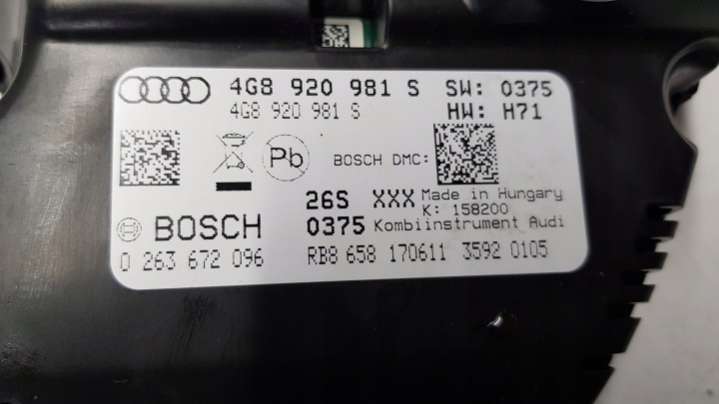 4G8 920 981 S SW: 0375
4G8 920 981 S HW: H71
Pb
BOSCH DMC:
26S XXX Made in Hungary
K: 158200
BOSCH 0375 Kombiinstrument Audi
0 263 672 096 RB8 658 170611 3592 0105